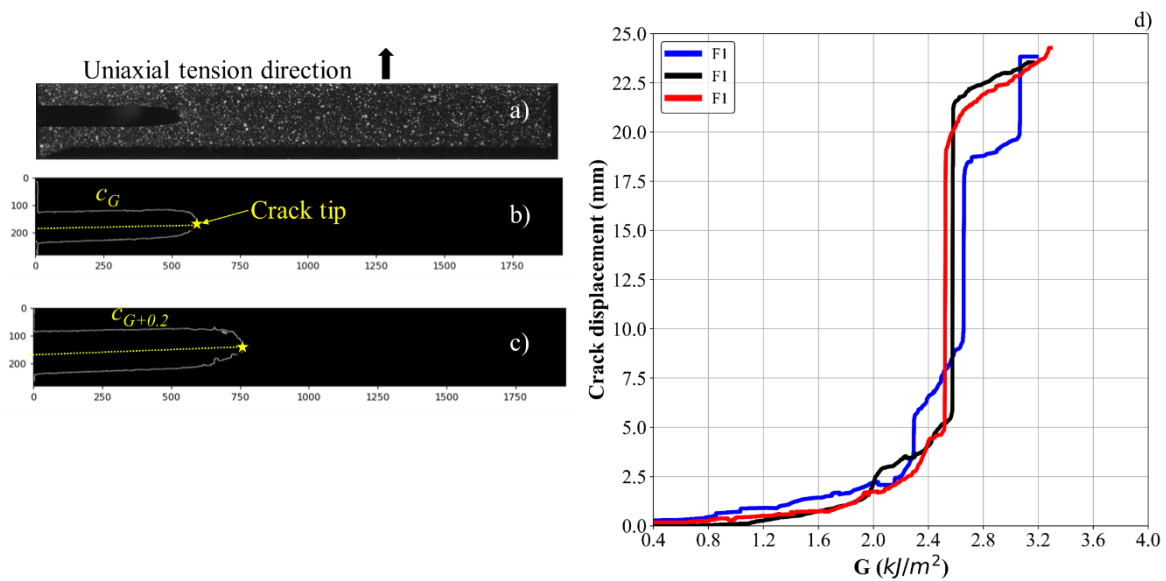 Uniaxial tension direction
a)
0
100
200
c_G
Crack tip
b)
0 250 500 750 1000 1250 1500 1750
0
100
200
c_{G+0.2}
c)
0 250 500 750 1000 1250 1500 1750
d)
F1
F1
F1
Crack displacement (mm)
25.0
22.5
20.0
17.5
15.0
12.5
10.0
7.5
5.0
2.5
0.0
0.4 0.8 1.2 1.6 2.0 2.4 2.8 3.2 3.6 4.0
G (kJ/m²)